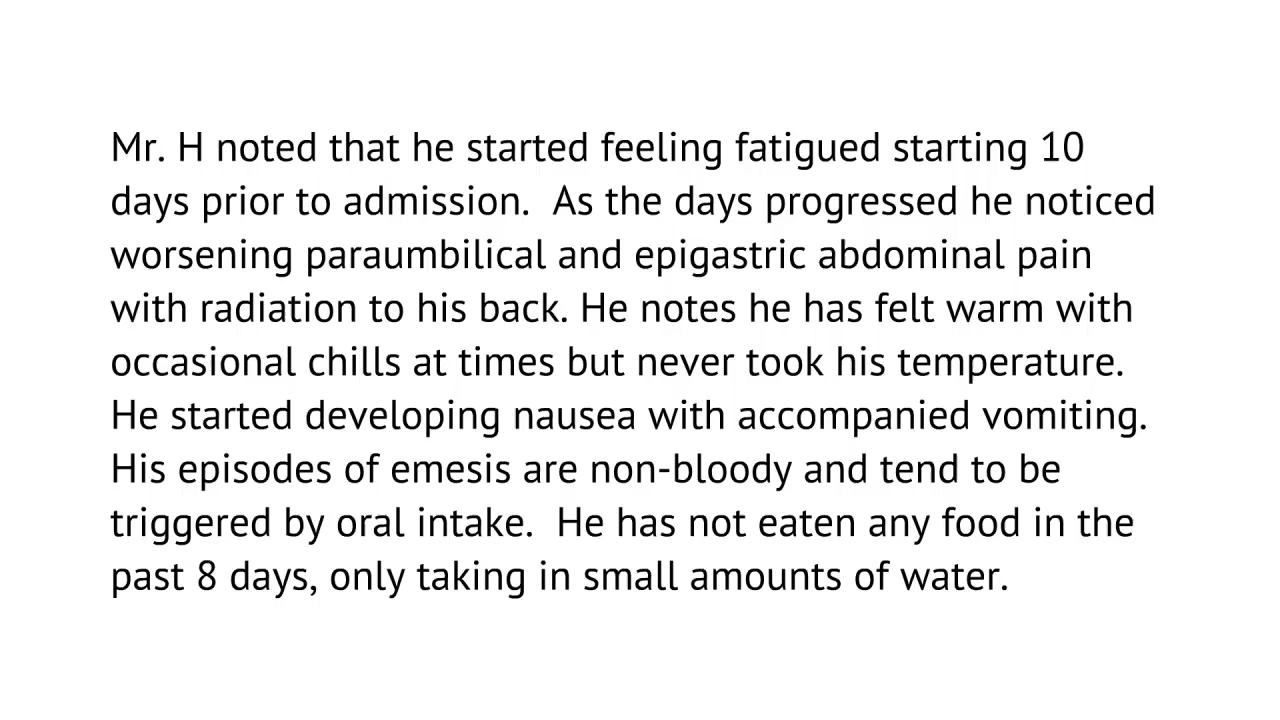 Mr. H noted that he started feeling fatigued starting 10
days prior to admission.  As the days progressed he noticed
worsening paraumbilical and epigastric abdominal pain
with radiation to his back. He notes he has felt warm with
occasional chills at times but never took his temperature.
He started developing nausea with accompanied vomiting.
His episodes of emesis are non-bloody and tend to be
triggered by oral intake.  He has not eaten any food in the
past 8 days, only taking in small amounts of water.